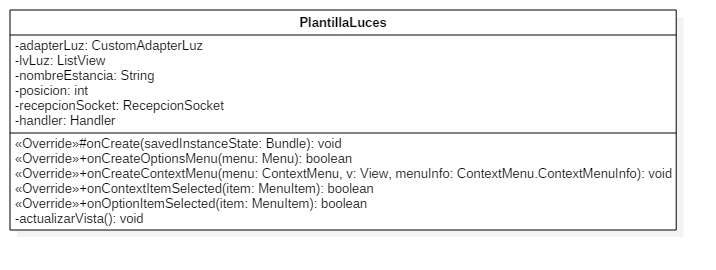 PlantillaLuces
-adapterLuz: CustomAdapterLuz
-lvLuz: ListView
-nombreEstancia: String
-posicion: int
-recepcionSocket: RecepcionSocket
-handler: Handler
«Override»#onCreate(savedInstanceState: Bundle): void
«Override»+onCreateOptionsMenu(menu: Menu): boolean
«Override»+onCreateContextMenu(menu: ContextMenu, v: View, menuInfo: ContextMenu.ContextMenuInfo): void
«Override»+onContextItemSelected(item: MenuItem): boolean
«Override»+onOptionItemSelected(item: MenuItem): boolean
-actualizarVista(): void